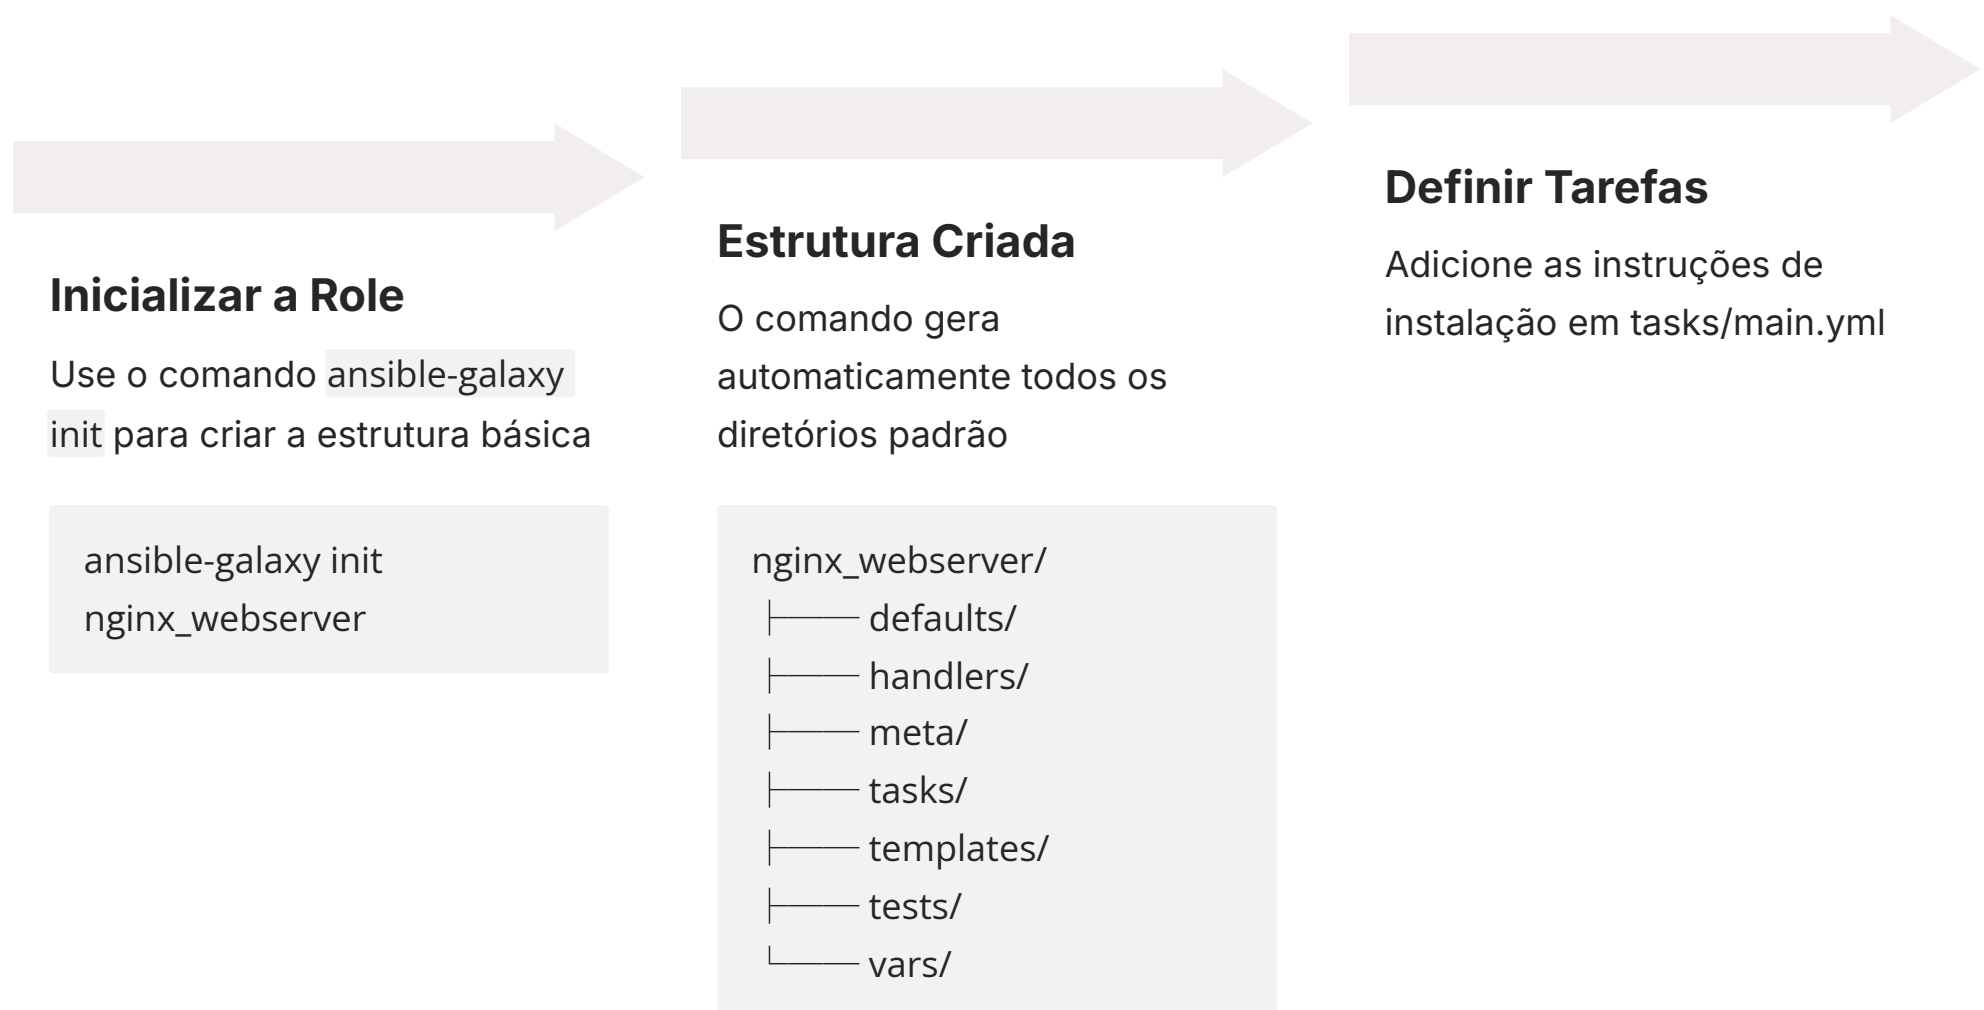 Inicializar a Role
Use o comando ansible-galaxy
init para criar a estrutura básica
ansible-galaxy init
nginx_webserver
Estrutura Criada
O comando gera
automaticamente todos os
diretórios padrão
nginx_webserver/
├── defaults/
├── handlers/
├── meta/
├── tasks/
├── templates/
├── tests/
└── vars/
Definir Tarefas
Adicione as instruções de
instalação em tasks/main.yml